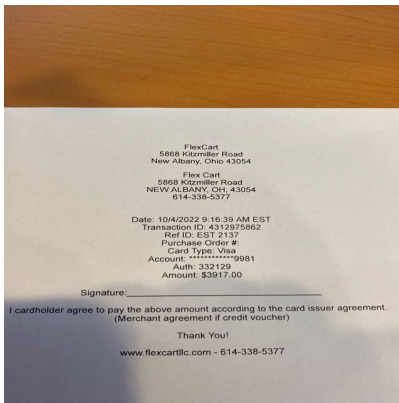 FlexCart
5868 Kitzmiller Road
New Albany, Ohio 43054
Flex Cart
5868 Kitzmiller Road
NEW ALBANY, OH, 43054
614-338-5377
Date: 10/4/2022 9:16:39 AM EST
Transaction ID: 4312975862
Ref ID: EST 2137
Purchase Order #:
Card Type: Visa
Account: ************9981
Auth: 332129
Amount: $3917.00
Signature:
I cardholder agree to pay the above amount according to the card issuer agreement.
(Merchant agreement if credit voucher)
Thank You!
www.flexcartllc.com - 614-338-5377